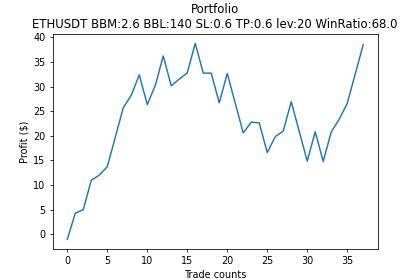 Portfolio
ETHUSDT BBM:2.6 BBL:140 SL:0.6 TP:0.6 lev:20 WinRatio:68.0
40
35
30
25
20
15
10
5
0
Profit ($)
0 5 10 15 20 25 30 35
Trade counts